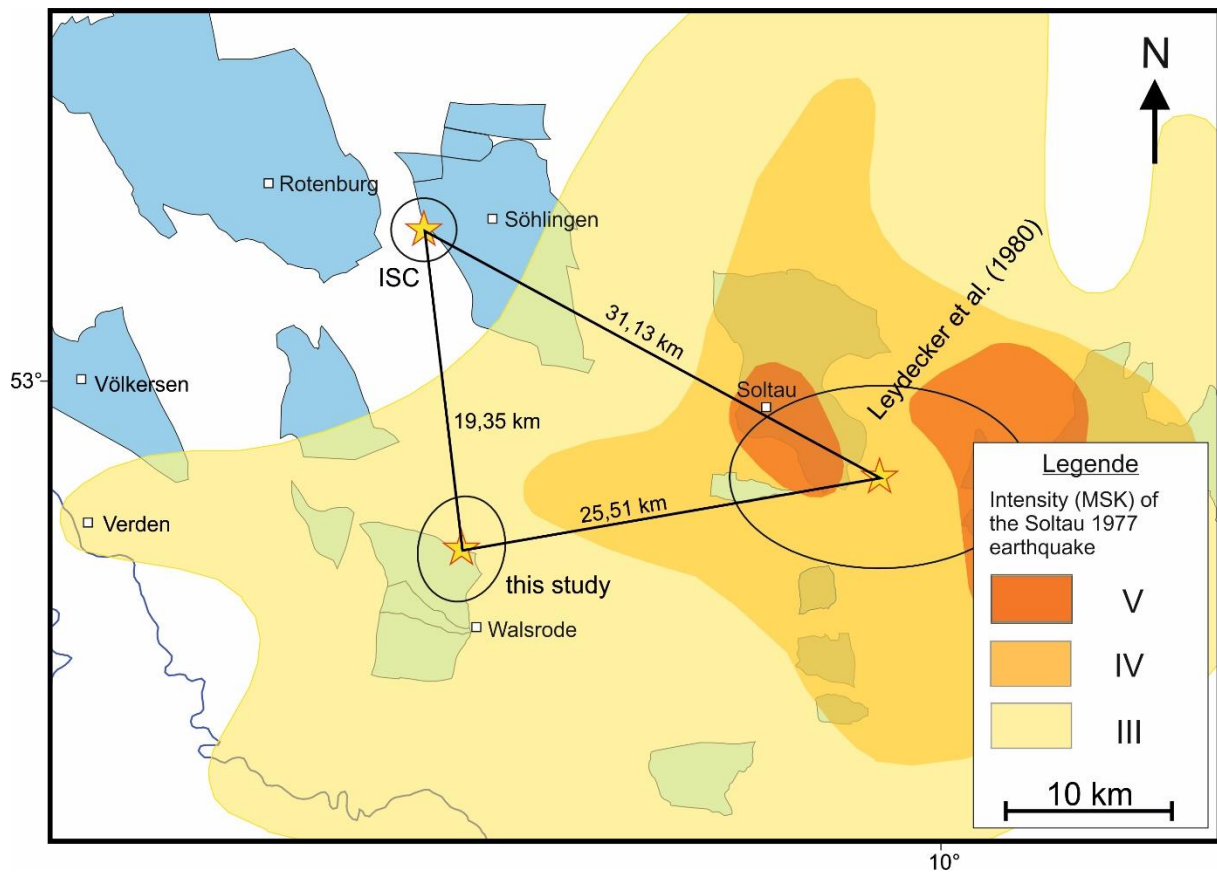 N
Rotenburg
Söhlingen
ISC
Leydecker et al. (1980)
31,13 km
53°
Völkersen
Soltau
19,35 km
25,51 km
Verden
this study
Walsrode
Legende
Intensity (MSK) of
the Soltau 1977
earthquake
V
IV
III
10 km
10°